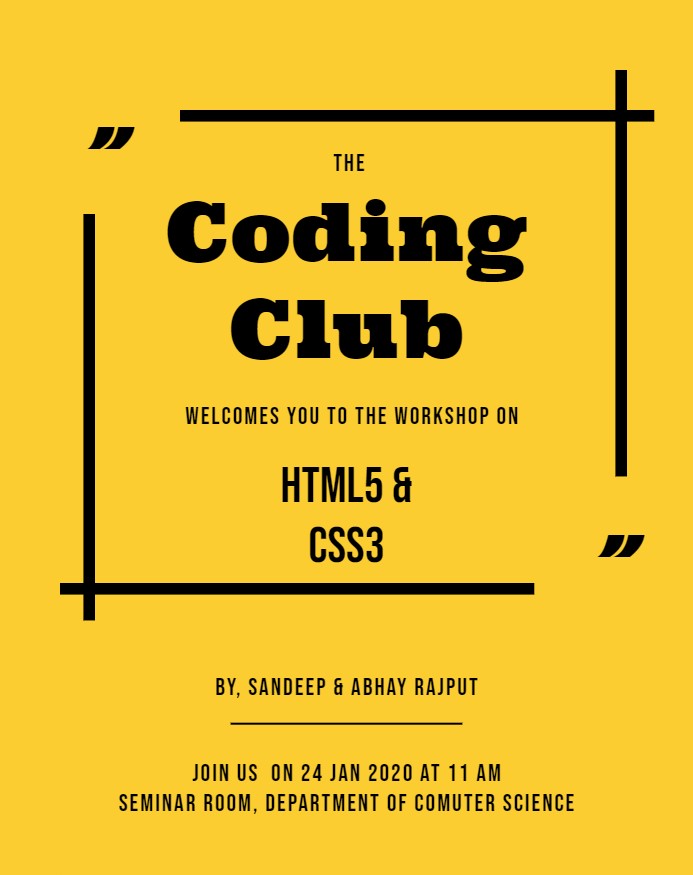 THE
Coding
Club
WELCOMES YOU TO THE WORKSHOP ON
HTML5 &
CSS3
BY, SANDEEP & ABHAY RAJPUT
JOIN US  ON 24 JAN 2020 AT 11 AM
SEMINAR ROOM, DEPARTMENT OF COMUTER SCIENCE